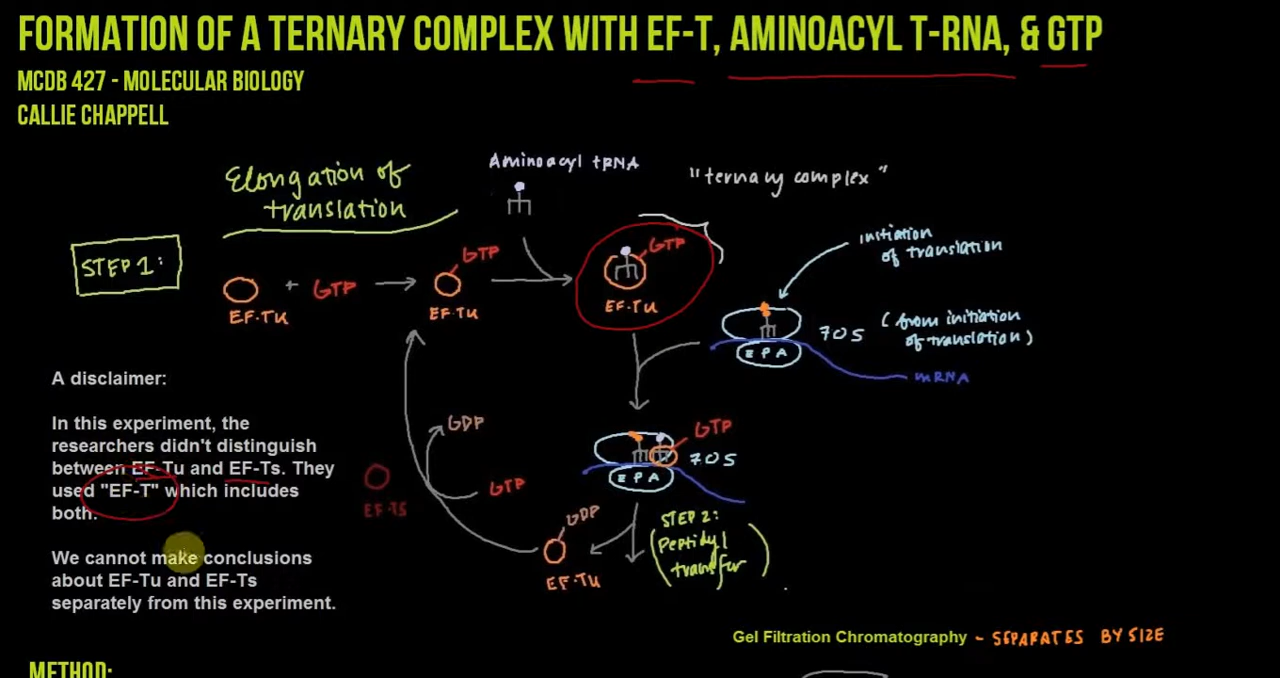 FORMATION OF A TERNARY COMPLEX WITH EF-T, AMINOACYL T-RNA, & GTP
MCDB 427 - MOLECULAR BIOLOGY
CALLIE CHAPPELL
Elongation of
translation
Aminoacyl tRNA
"ternary complex"
STEP 1:
EF-Tu
+
GTP
GTP
EF-Tu
GTP
EF-Tu
initiation
of translation
E P A
70S
(from initiation
of translation)
mRNA
A disclaimer:
In this experiment, the
researchers didn't distinguish
between EF-Tu and EF-Ts. They
used "EF-T" which includes
both.
We cannot make conclusions
about EF-Tu and EF-Ts
separately from this experiment.
GDP
GTP
EF-TS
GTP
70S
E P A
GDP
EF-Tu
STEP 2:
(Peptidyl
transfer)
Gel Filtration Chromatography - SEPARATES BY SIZE
METHOD: